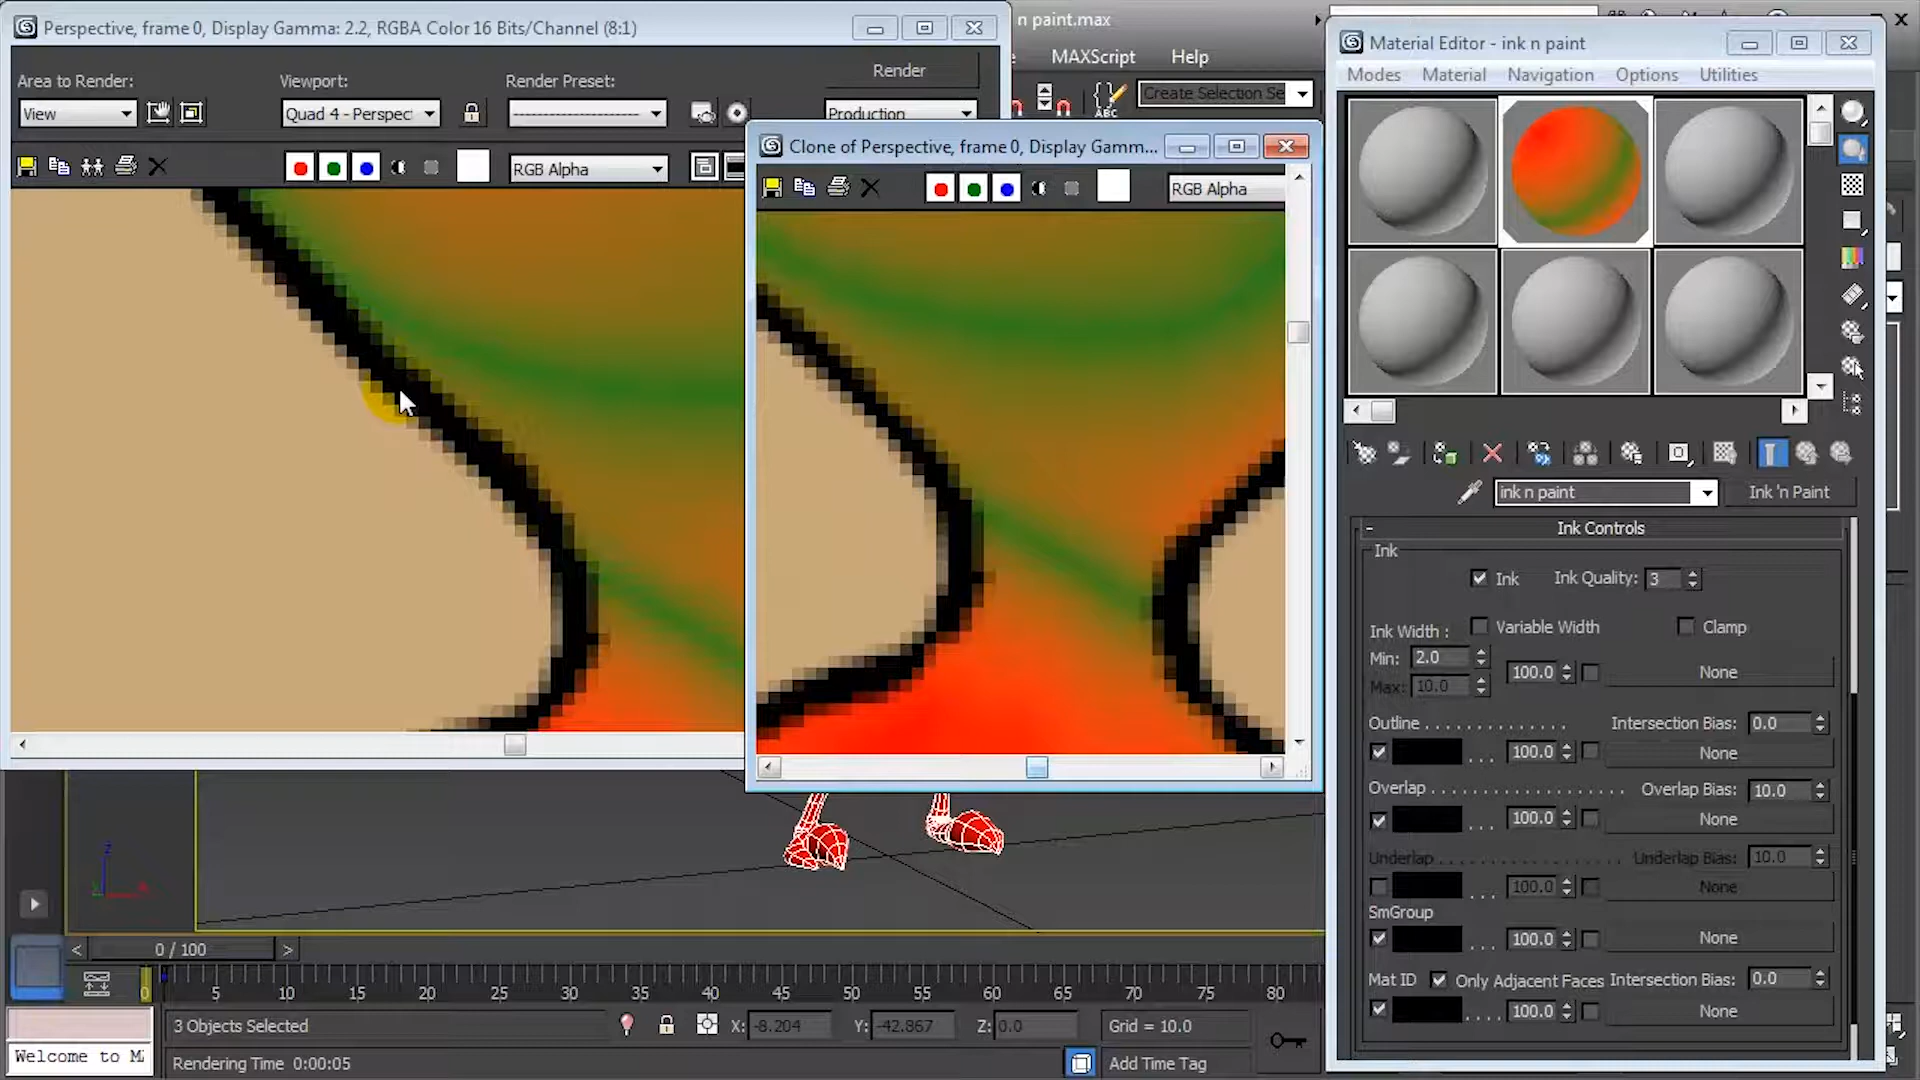 Perspective, frame 0, Display Gamma: 2.2, RGBA Color 16 Bits/Channel (8:1)
Area to Render:
Viewport:
Render Preset:
Render
View
Quad 4 - Perspec
Production
RGB Alpha
n paint.max
MAXScript
Help
ABC
Create Selection Se
Clone of Perspective, frame 0, Display Gamm...
RGB Alpha
Material Editor - ink n paint
Modes
Material
Navigation
Options
Utilities
ink n paint
Ink 'n Paint
- Ink Controls
Ink
Ink
Ink Quality: 3
Ink Width :
Variable Width
Clamp
Min: 2.0
100.0
None
Max: 10.0
Outline . . . . . . . . . . . . .
Intersection Bias: 0.0
. . . 100.0
None
Overlap . . . . . . . . . . . . . . . . . .
Overlap Bias: 10.0
. . . 100.0
None
Underlap . . . . . . . . . . . . . . . . .
Underlap Bias: 10.0
. . . 100.0
None
SmGroup
. . . 100.0
None
Mat ID
Only Adjacent Faces
Intersection Bias: 0.0
. . . . 100.0
None
z
x
< 0 / 100 >
0 5 10 15 20 25 30 35 40 45 50 55 60 65 70 75 80
3 Objects Selected
X: -8.204
Y: -42.867
Z: 0.0
Grid = 10.0
Welcome to M
Rendering Time 0:00:05
Add Time Tag